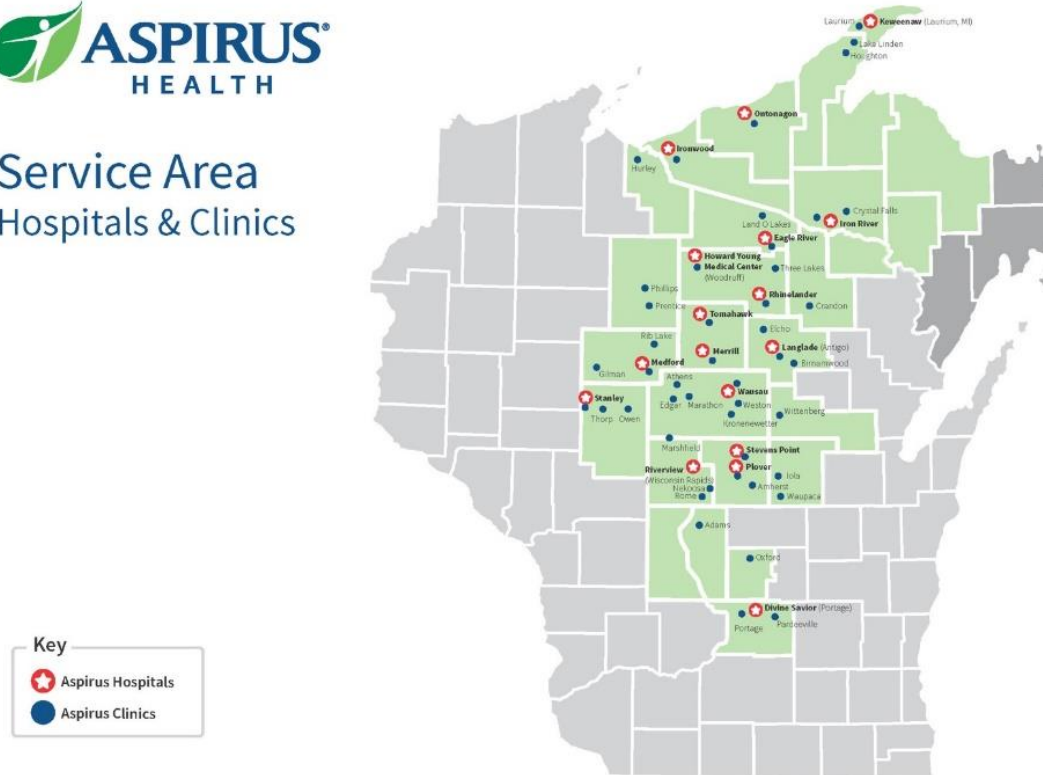 ASPIRUS®
HEALTH
Service Area
Hospitals & Clinics
Laurium
Keweenaw (Laurium, MI)
Lake Linden
Houghton
Ontonagon
Ironwood
Hurley
Land O Lakes
Crystal Falls
Iron River
Eagle River
Howard Young
Medical Center
(Woodruff)
Three Lakes
Phillips
Prentice
Rhinelander
Crandon
Tomahawk
Elcho
Rib Lake
Merrill
Langlade (Antigo)
Birnamwood
Medford
Gilman
Athens
Wausau
Stanley
Edgar
Marathon
Weston
Thorp
Owen
Kronenwetter
Wittenberg
Marshfield
Stevens Point
Riverview
(Wisconsin Rapids)
Plover
Iola
Nekoosa
Amherst
Rome
Waupaca
Adams
Oxford
Divine Savior (Portage)
Portage
Pardeeville
Key
Aspirus Hospitals
Aspirus Clinics